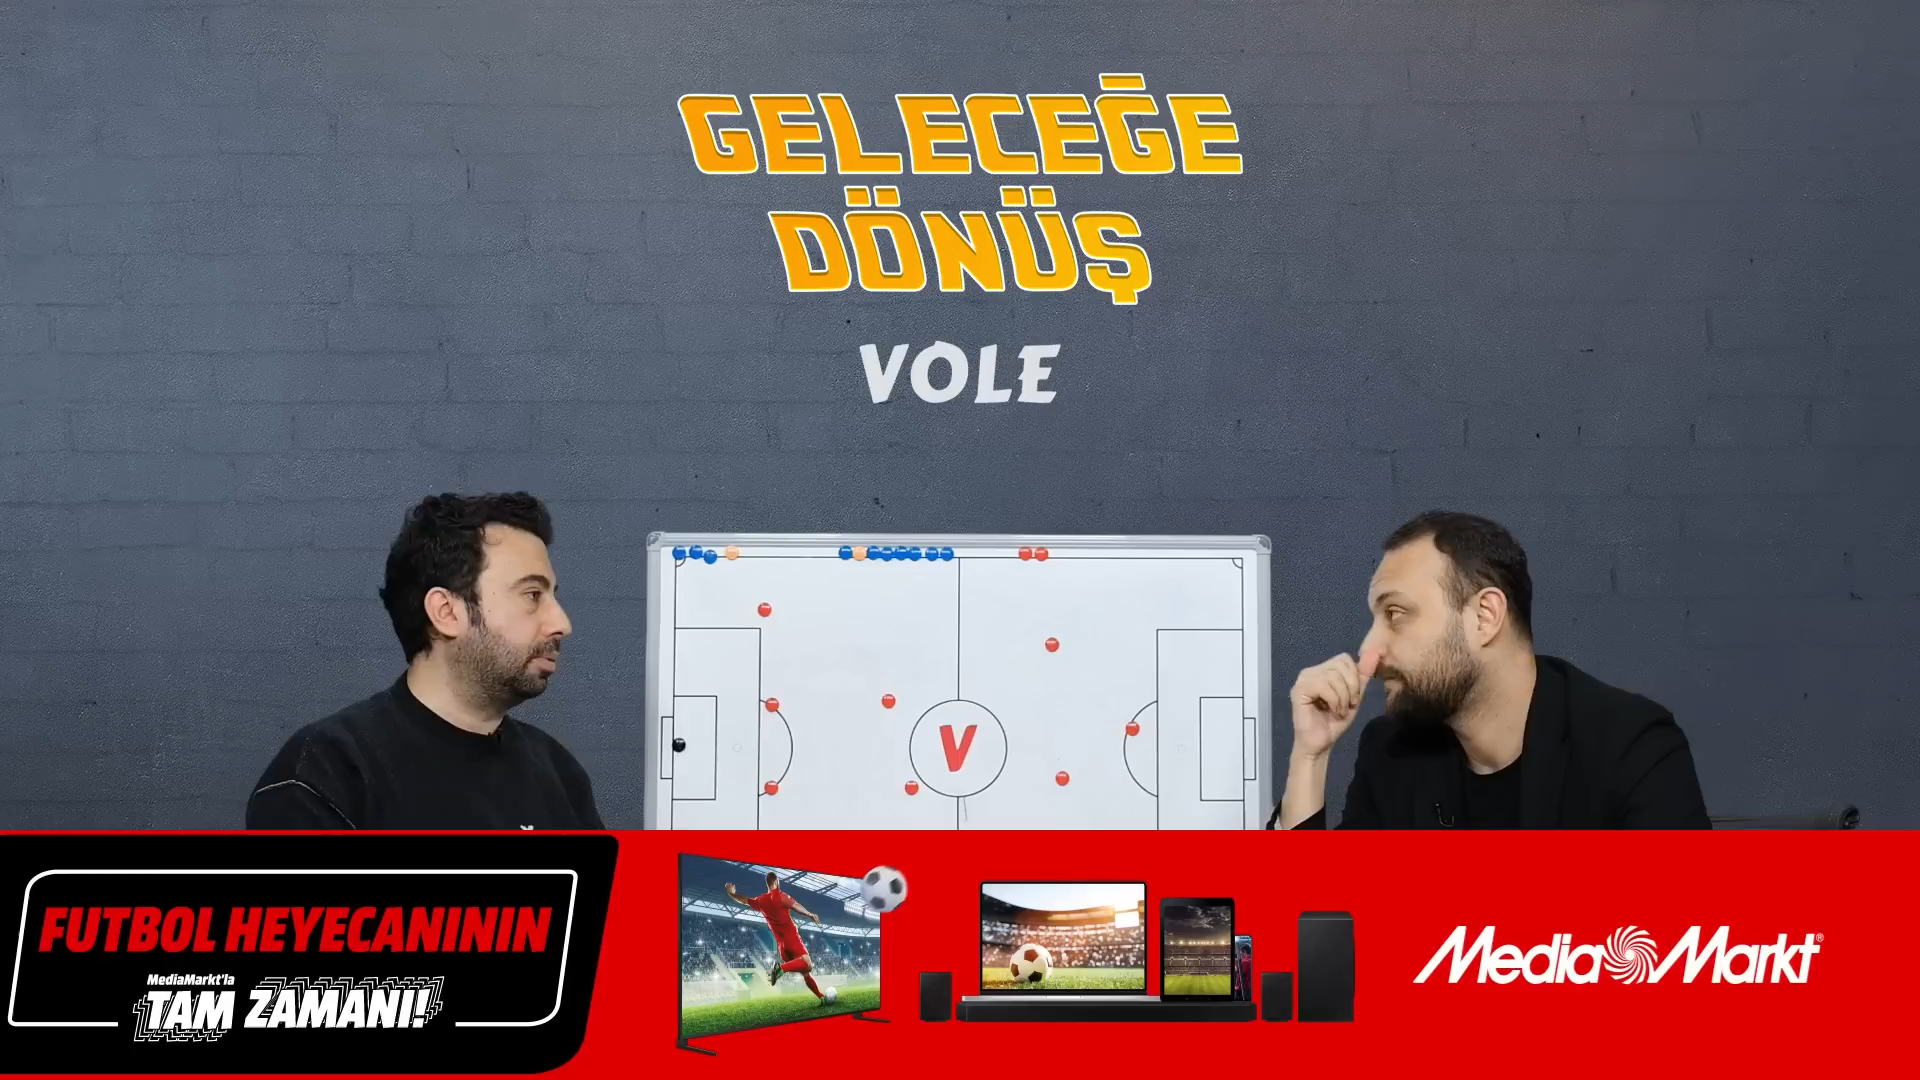 GELECEĞE
DÖNÜŞ
VOLE
V
FUTBOL HEYECANININ
MediaMarkt'la
TAM ZAMANI!
MediaMarkt®